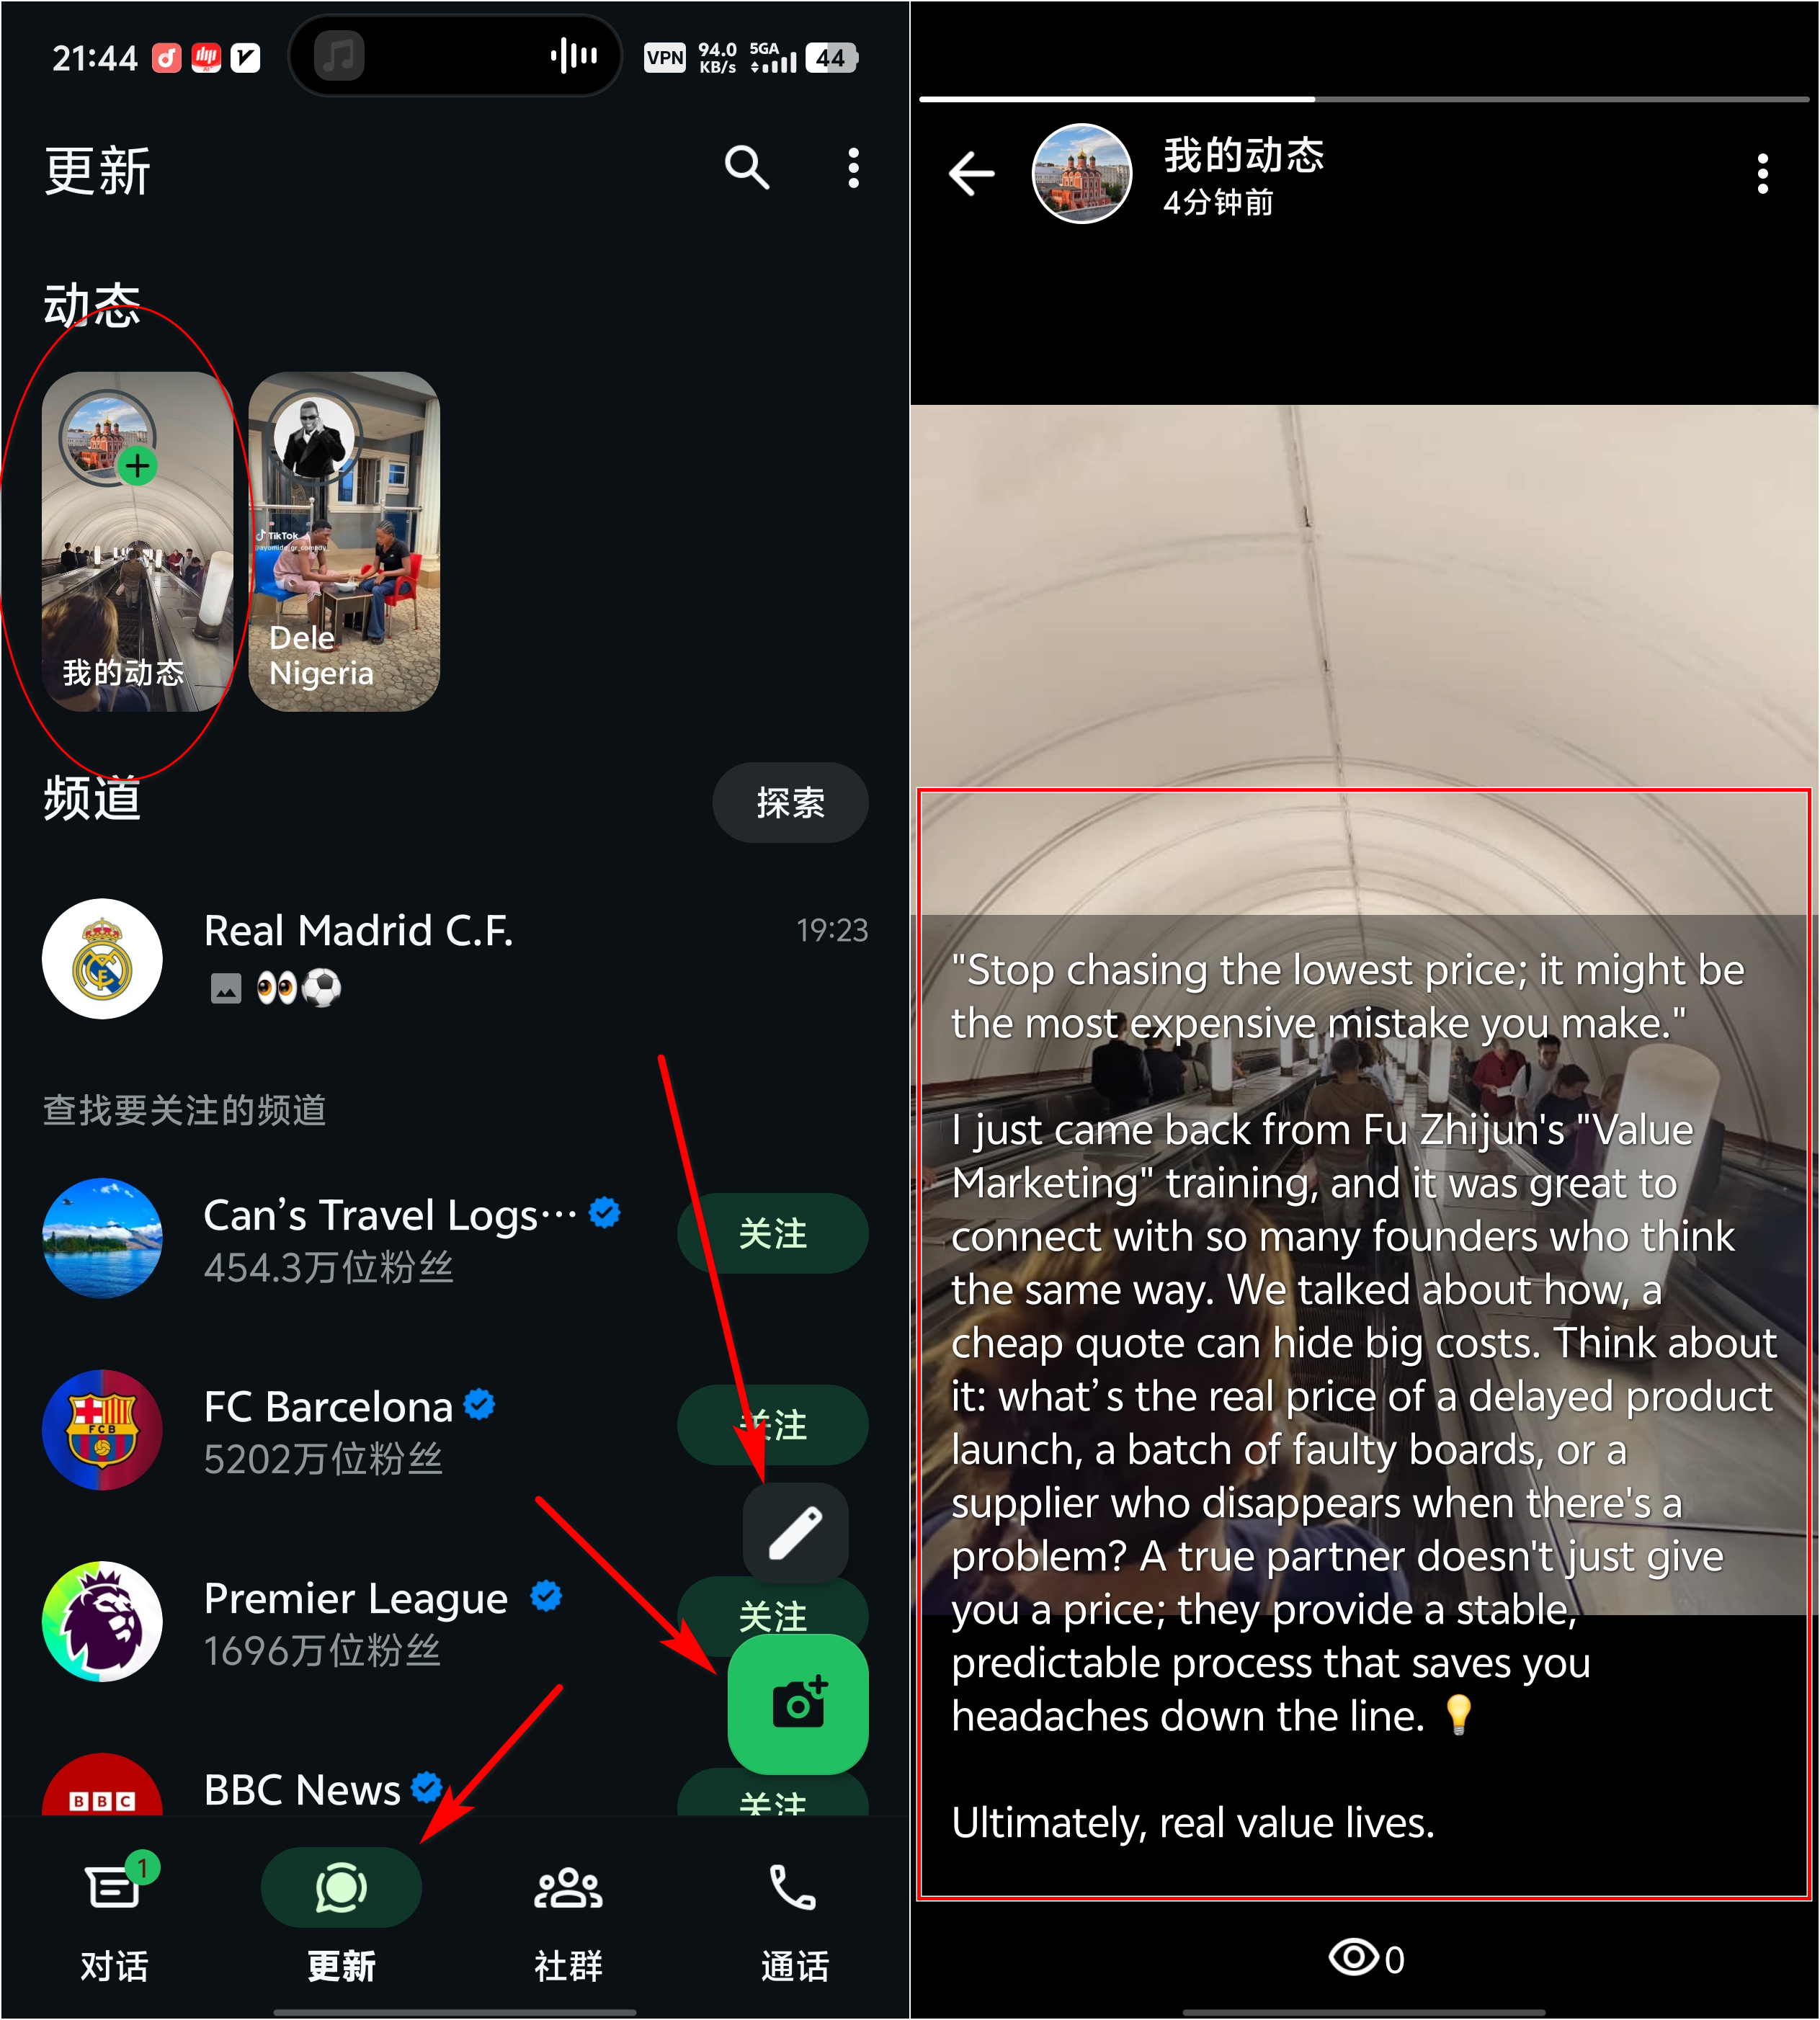 21:44
VPN
94.0
KB/s
5GA
44
更新
动态
我的动态
TikTok
Dele
Nigeria
频道
探索
Real Madrid C.F.
19:23
👀⚽
查找要关注的频道
Can’s Travel Logs…
454.3万位粉丝
关注
FC Barcelona
5202万位粉丝
关注
FCB
Premier League
1696万位粉丝
关注
BBC
BBC News
关注
1
对话
更新
社群
通话
我的动态
4分钟前
"Stop chasing the lowest price; it might be
the most expensive mistake you make."
I just came back from Fu Zhijun's "Value
Marketing" training, and it was great to
connect with so many founders who think
the same way. We talked about how, a
cheap quote can hide big costs. Think about
it: what’s the real price of a delayed product
launch, a batch of faulty boards, or a
supplier who disappears when there's a
problem? A true partner doesn't just give
you a price; they provide a stable,
predictable process that saves you
headaches down the line. 💡
Ultimately, real value lives.
0